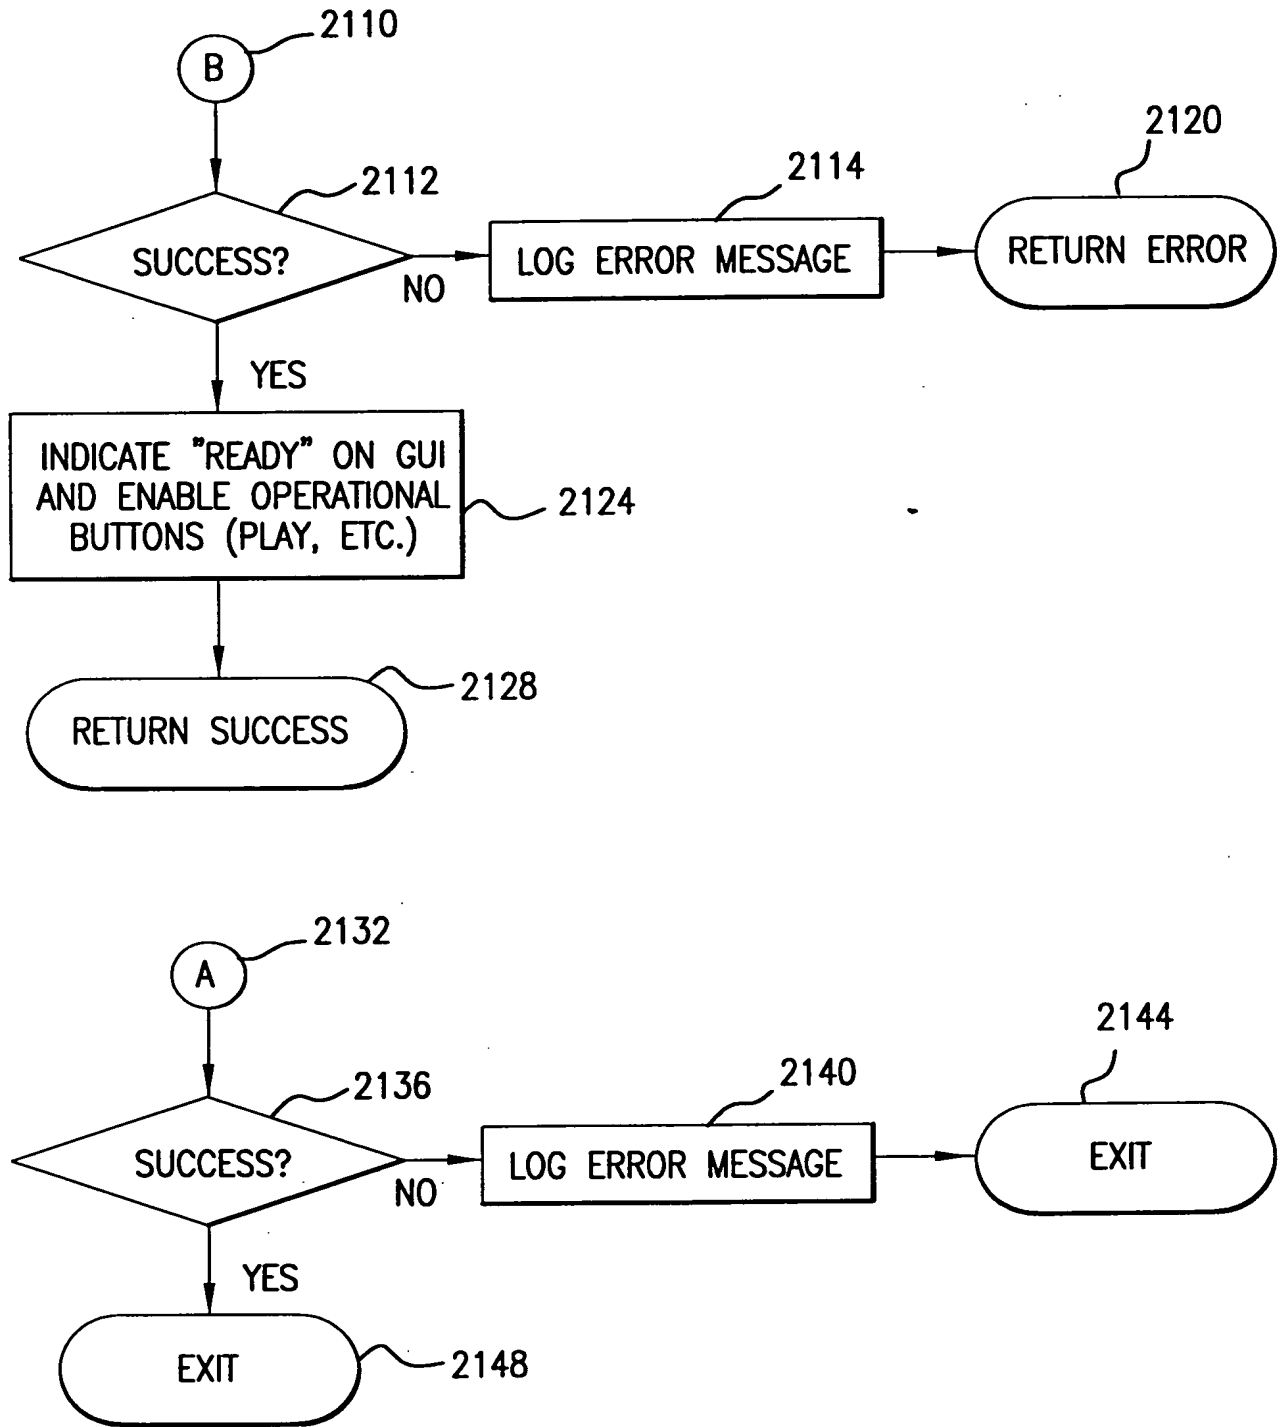 2110
B
2112
SUCCESS?
NO
2114
LOG ERROR MESSAGE
2120
RETURN ERROR
YES
INDICATE "READY" ON GUI
AND ENABLE OPERATIONAL
BUTTONS (PLAY, ETC.)
2124
2128
RETURN SUCCESS
2132
A
2136
SUCCESS?
NO
2140
LOG ERROR MESSAGE
2144
EXIT
YES
EXIT
2148